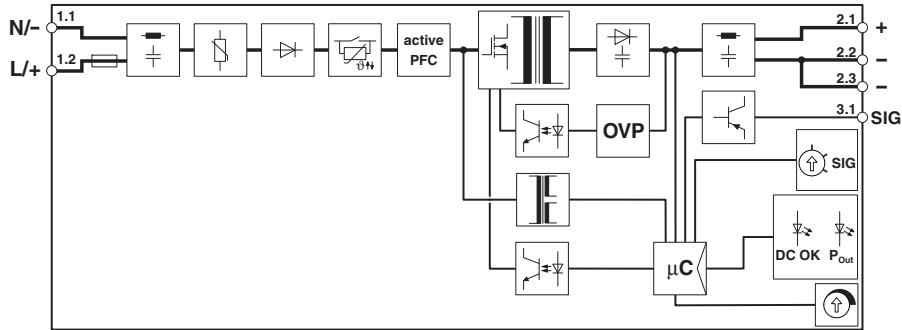 N/–
1.1
L/+
1.2
active
PFC
2.1
+
2.2
–
2.3
–
3.1
SIG
OVP
SIG
ϑ
µC
DC OK
POut